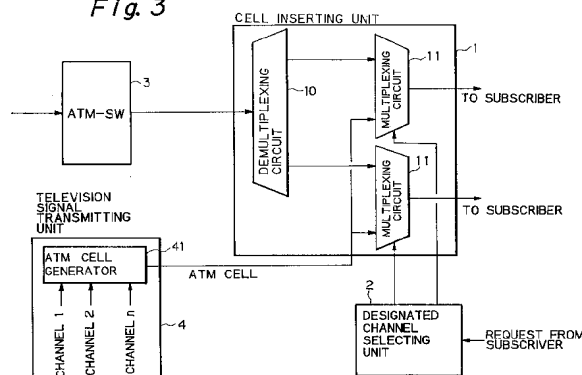 Fig. 3
CELL INSERTING UNIT
1
3
ATM-SW
DEMULTIPLEXING
CIRCUIT
10
MULTIPLEXING
CIRCUIT
11
TO SUBSCRIBER
MULTIPLEXING
CIRCUIT
11
TO SUBSCRIBER
TELEVISION
SIGNAL
TRANSMITTING
UNIT
41
ATM CELL
GENERATOR
ATM CELL
CHANNEL 1
CHANNEL 2
CHANNEL n
4
2
DESIGNATED
CHANNEL
SELECTING
UNIT
REQUEST FROM
SUBSCRIVER